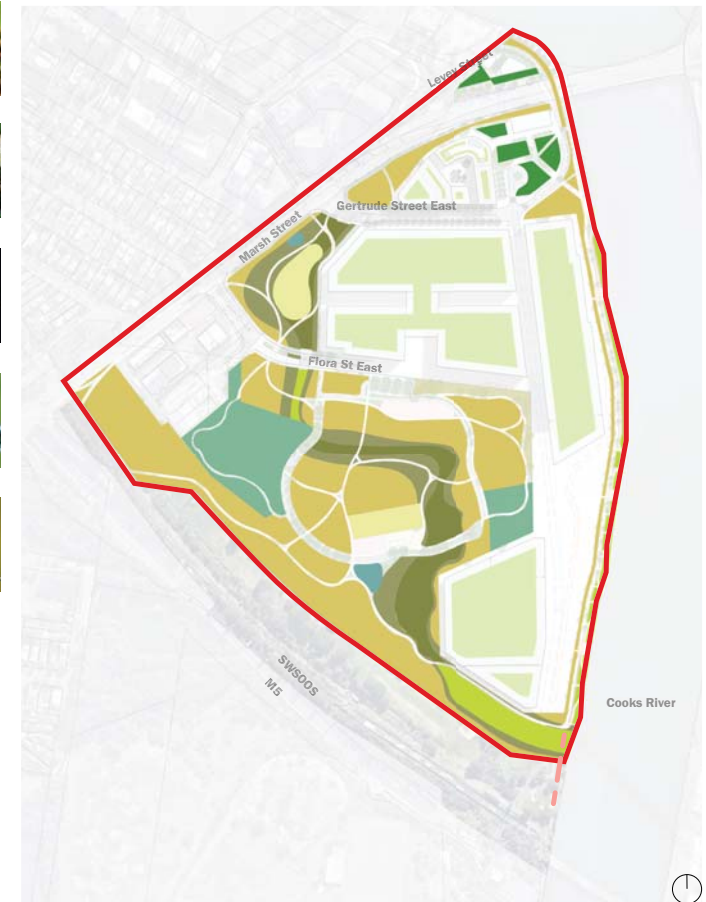 Levey Street
Gertrude Street East
Marsh Street
Flora St East
SWSOOS
M5
Cooks River